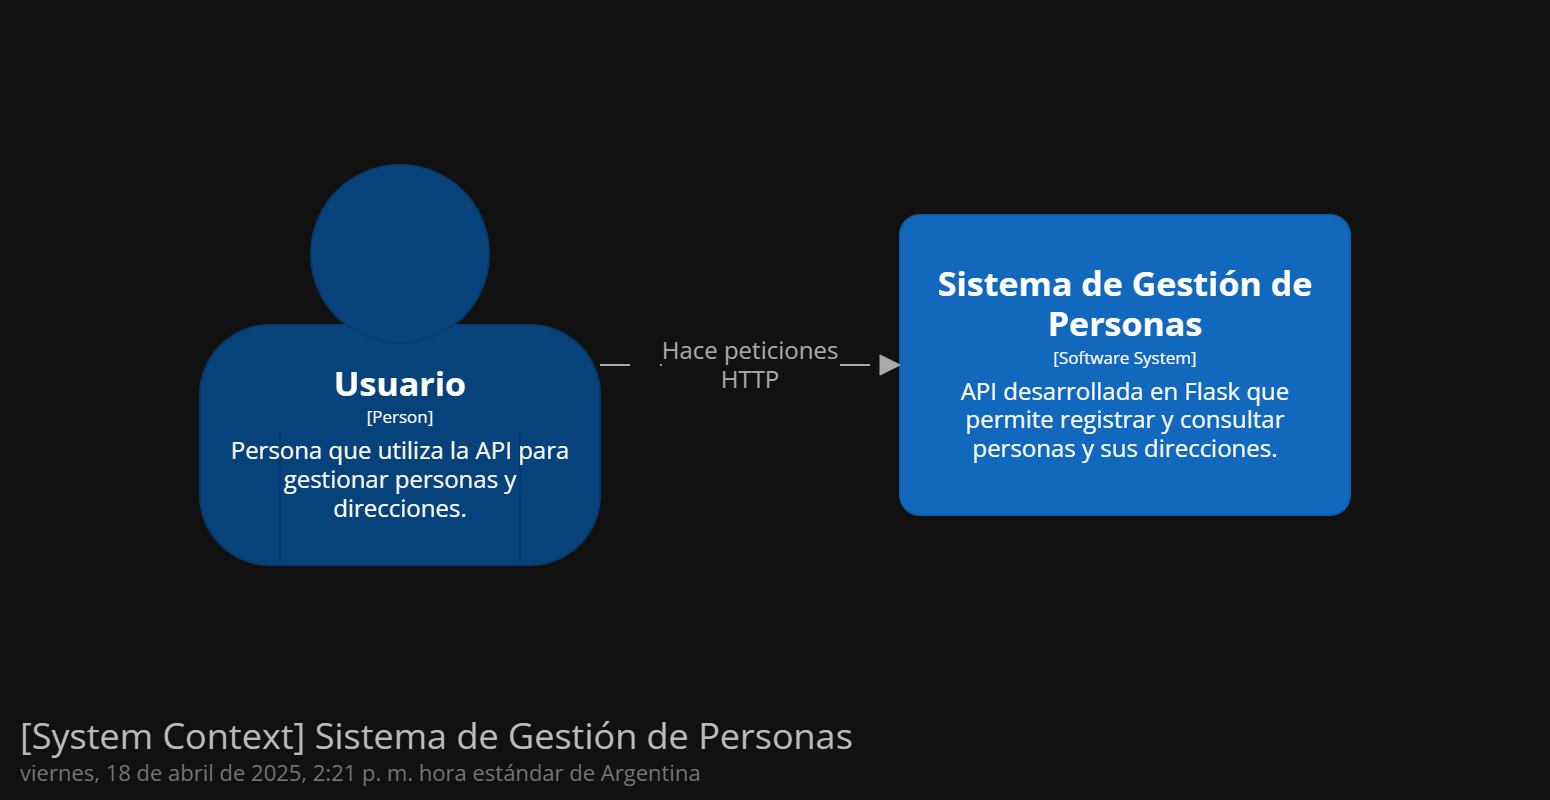 Usuario
[Person]
Persona que utiliza la API para
gestionar personas y
direcciones.
Hace peticiones
HTTP
Sistema de Gestión de
Personas
[Software System]
API desarrollada en Flask que
permite registrar y consultar
personas y sus direcciones.
[System Context] Sistema de Gestión de Personas
viernes, 18 de abril de 2025, 2:21 p. m. hora estándar de Argentina